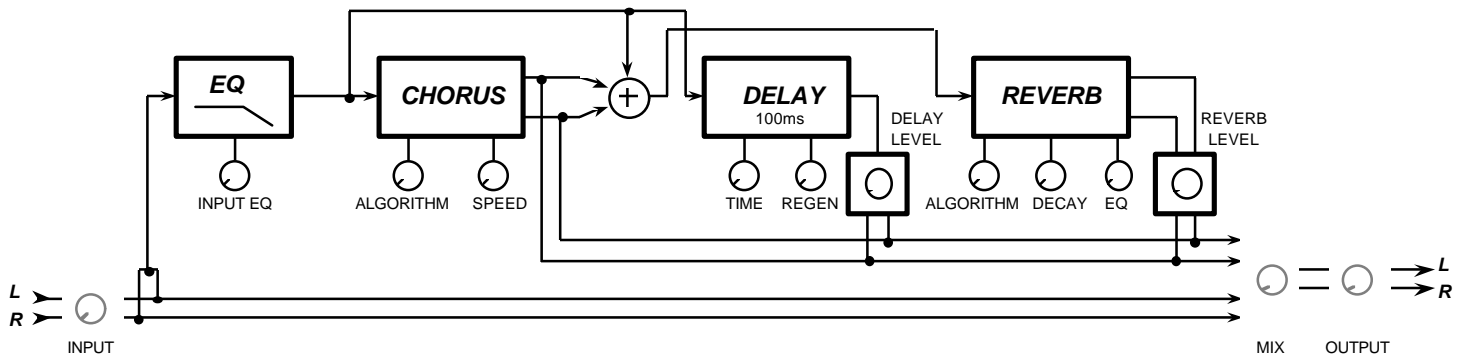 EQ
CHORUS
+
DELAY
100ms
REVERB
DELAY
LEVEL
REVERB
LEVEL
INPUT EQ
ALGORITHM
SPEED
TIME
REGEN
ALGORITHM
DECAY
EQ
L
R
INPUT
L
R
MIX
OUTPUT